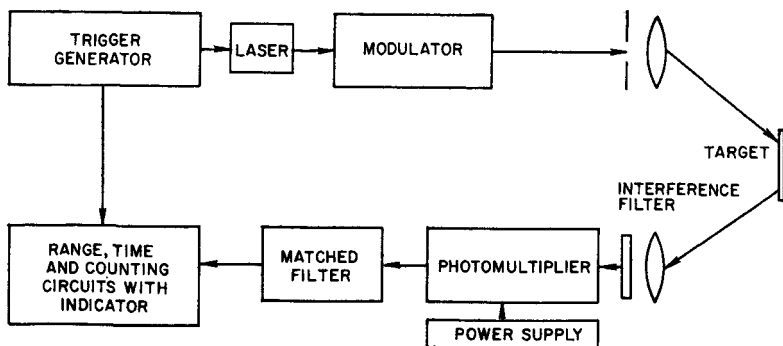 TRIGGER
GENERATOR
LASER
MODULATOR
TARGET
INTERFERENCE
FILTER
RANGE, TIME
AND COUNTING
CIRCUITS WITH
INDICATOR
MATCHED
FILTER
PHOTOMULTIPLIER
POWER SUPPLY